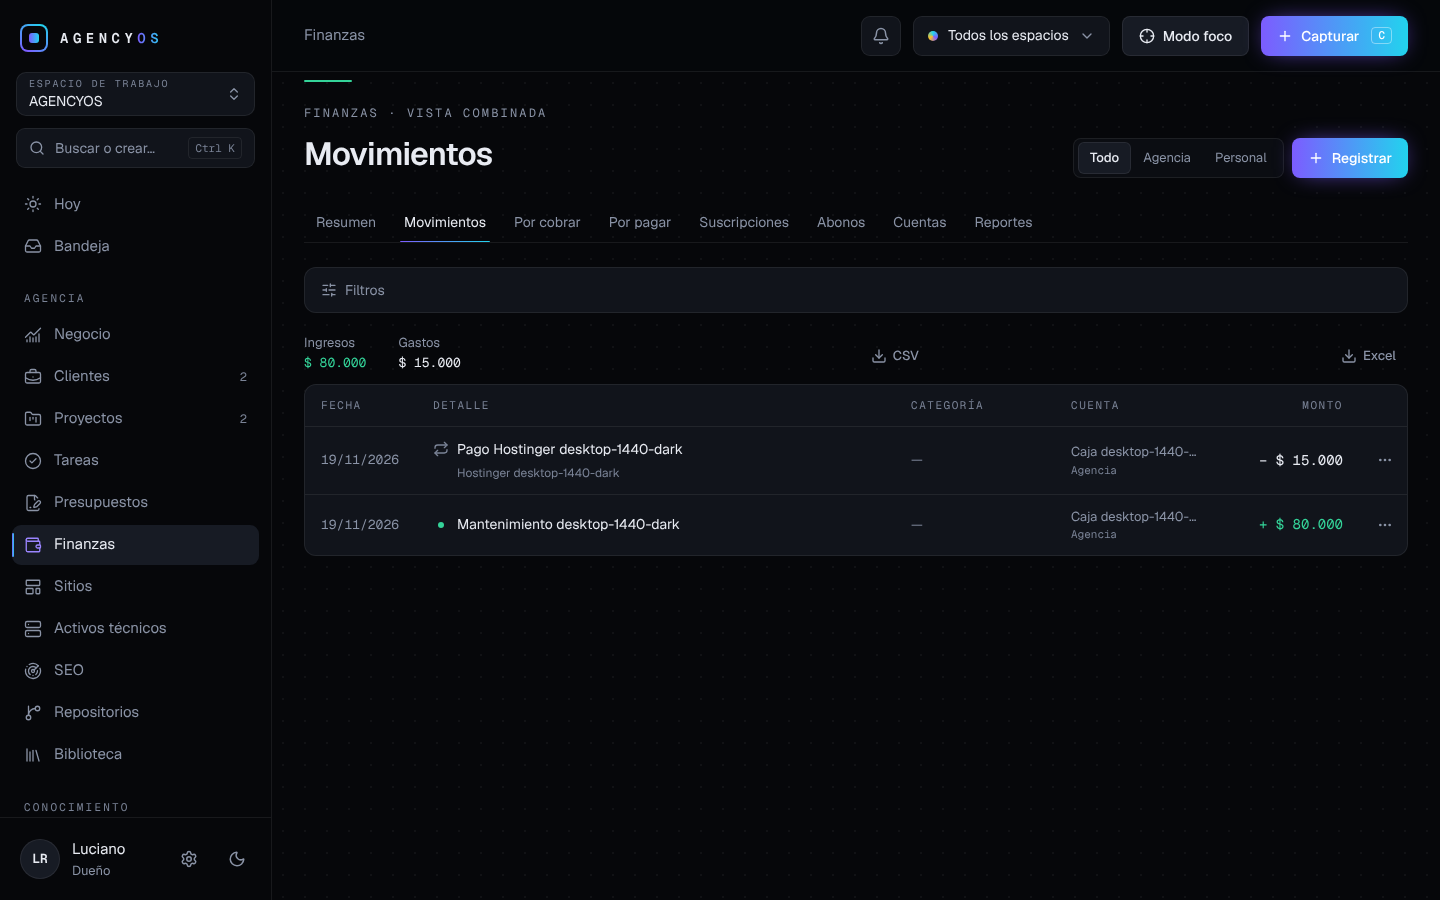 AGENCYOS
ESPACIO DE TRABAJO
AGENCYOS
Buscar o crear... Ctrl K
Hoy
Bandeja
AGENCIA
Negocio
Clientes 2
Proyectos 2
Tareas
Presupuestos
Finanzas
Sitios
Activos técnicos
SEO
Repositorios
Biblioteca
CONOCIMIENTO
LR
Luciano
Dueño
Finanzas
Todos los espacios
Modo foco
Capturar C
FINANZAS · VISTA COMBINADA
Movimientos
Todo Agencia Personal
Registrar
Resumen Movimientos Por cobrar Por pagar Suscripciones Abonos Cuentas Reportes
Filtros
Ingresos
$ 80.000
Gastos
$ 15.000
CSV
Excel
FECHA DETALLE CATEGORÍA CUENTA MONTO
19/11/2026
Pago Hostinger desktop-1440-dark
Hostinger desktop-1440-dark
—
Caja desktop-1440-...
Agencia
− $ 15.000
19/11/2026
Mantenimiento desktop-1440-dark
—
Caja desktop-1440-...
Agencia
+ $ 80.000